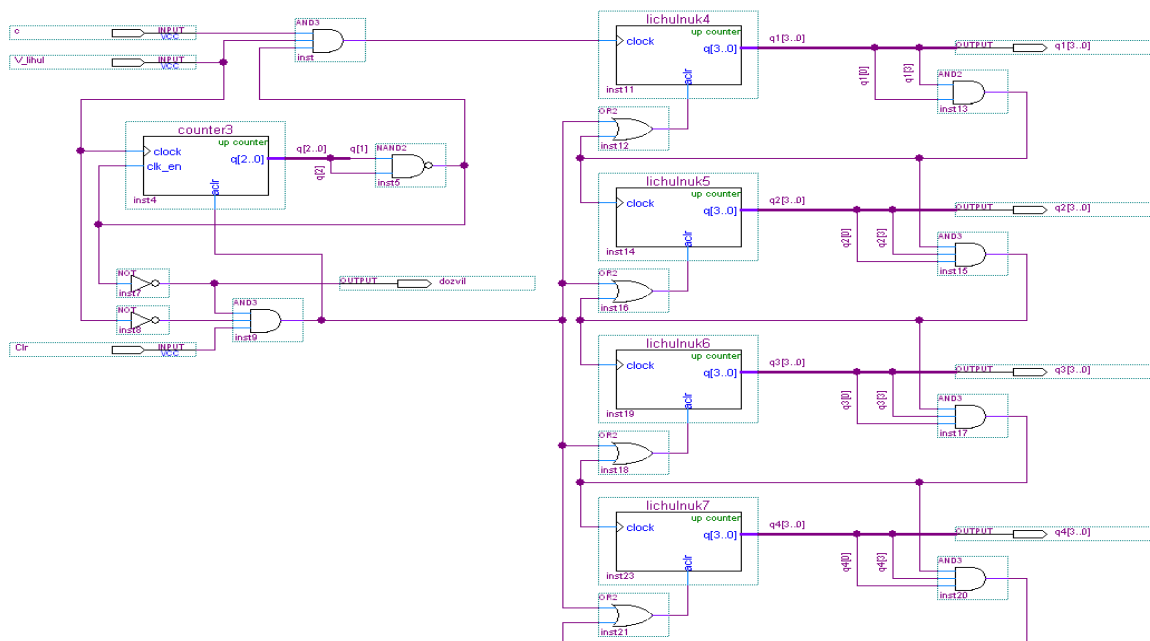 c
INPUT
VCC
V_lihul
INPUT
VCC
AND3
inst
counter3
up counter
clock
q[2..0]
clk_en
aclr
inst4
q[2..0]
q[1]
q[2]
NAND2
inst5
NOT
inst7
OUTPUT
dozvil
NOT
inst8
AND3
inst9
Clr
INPUT
VCC
lichulnuk4
up counter
clock
q[3..0]
aclr
inst11
q1[3..0]
OUTPUT
q1[3..0]
q1[0]
q1[3]
AND2
inst13
OR2
inst12
lichulnuk5
up counter
clock
q[3..0]
aclr
inst14
q2[3..0]
OUTPUT
q2[3..0]
q2[0]
q2[3]
AND3
inst15
OR2
inst16
lichulnuk6
up counter
clock
q[3..0]
aclr
inst19
q3[3..0]
OUTPUT
q3[3..0]
q3[0]
q3[3]
AND3
inst17
OR2
inst18
lichulnuk7
up counter
clock
q[3..0]
aclr
inst23
q4[3..0]
OUTPUT
q4[3..0]
q4[0]
q4[3]
AND3
inst20
OR2
inst21